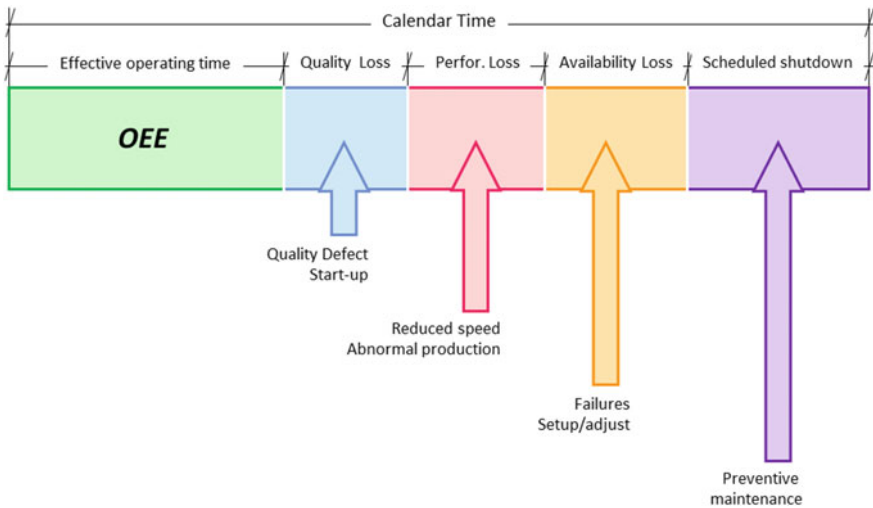 Calendar Time
Effective operating time
Quality Loss
Perfor. Loss
Availability Loss
Scheduled shutdown
OEE
Quality Defect
Start-up
Reduced speed
Abnormal production
Failures
Setup/adjust
Preventive
maintenance